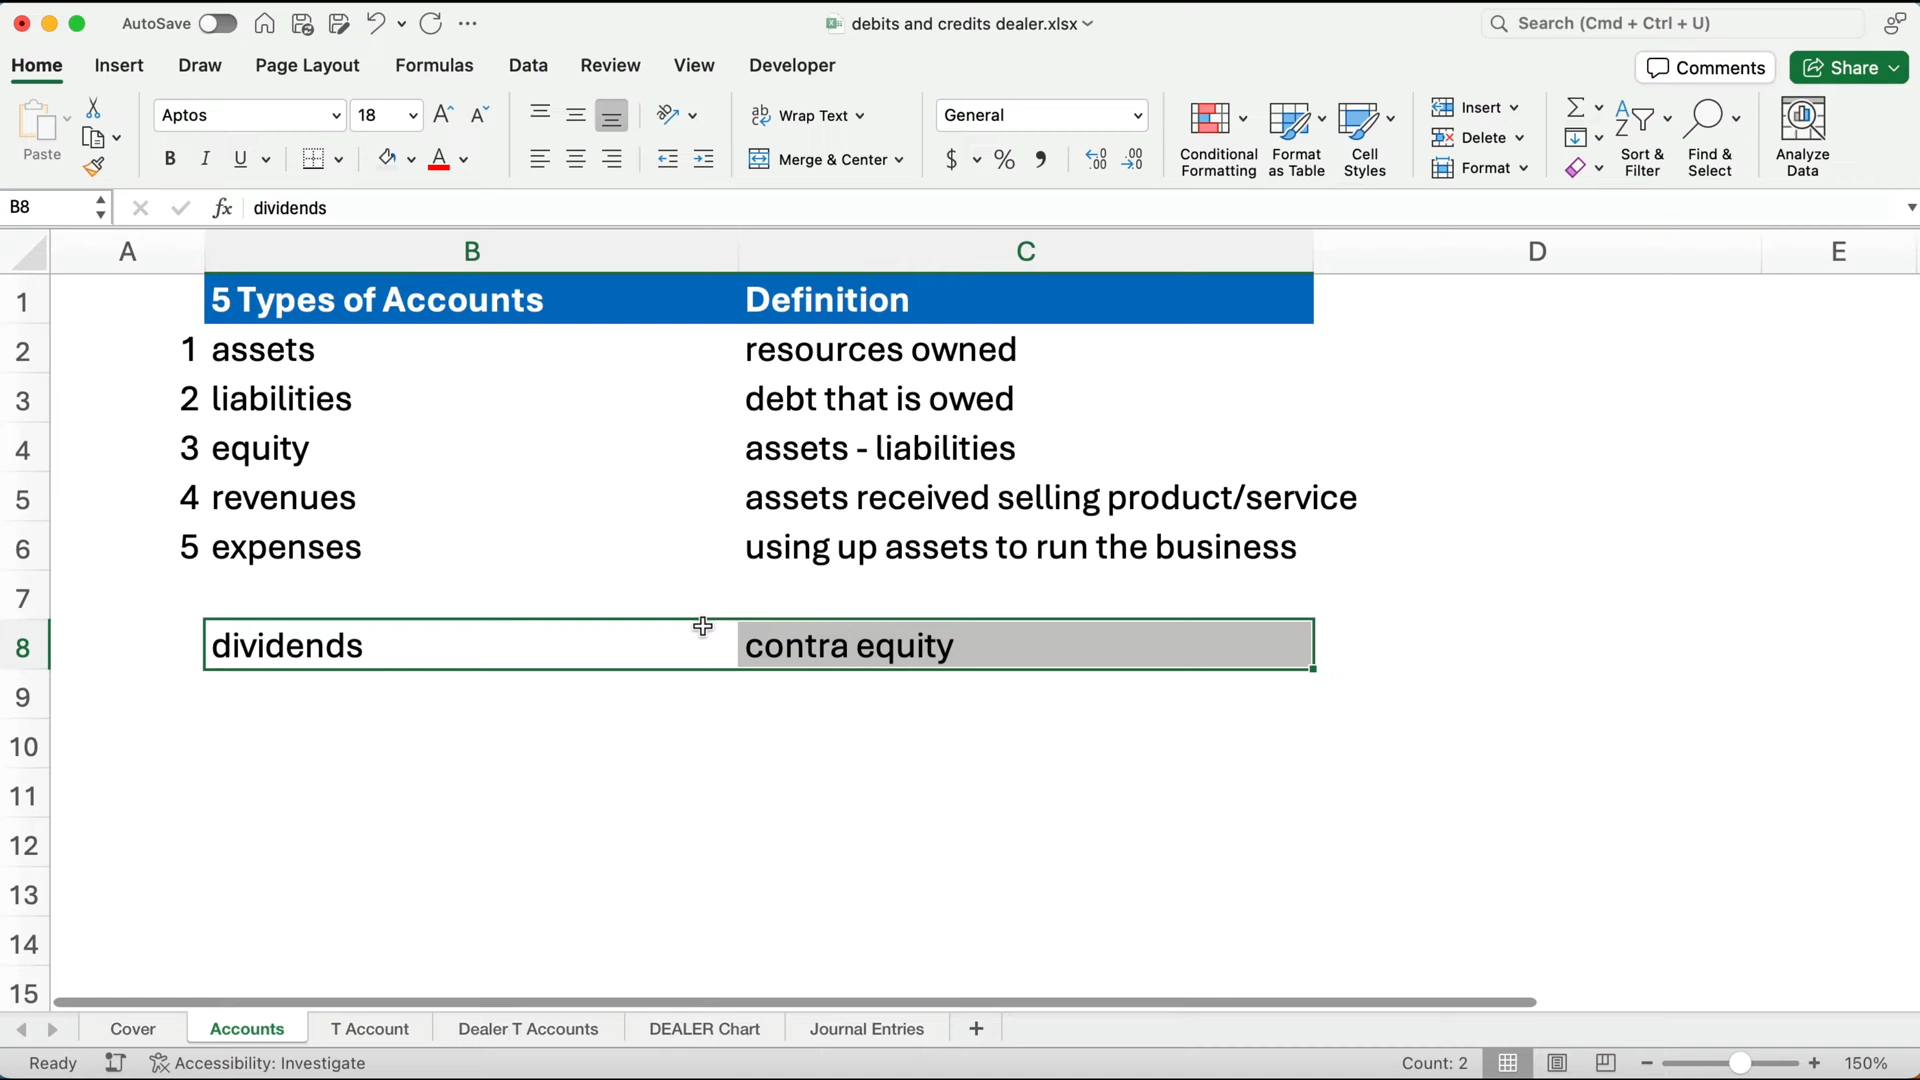 AutoSave
debits and credits dealer.xlsx
Search (Cmd + Ctrl + U)
Home Insert Draw Page Layout Formulas Data Review View Developer
Comments Share
Paste
Aptos 18
B I U A
ab Wrap Text
Merge & Center
General
$ %
Conditional Formatting
Format as Table
Cell Styles
Insert
Delete
Format
Sort & Filter
Find & Select
Analyze Data
B8 fx dividends
A B C D E
1 5 Types of Accounts Definition
2 1 assets resources owned
3 2 liabilities debt that is owed
4 3 equity assets - liabilities
5 4 revenues assets received selling product/service
6 5 expenses using up assets to run the business
7
8 dividends contra equity
9
10
11
12
13
14
15
Cover Accounts T Account Dealer T Accounts DEALER Chart Journal Entries
Ready Accessibility: Investigate Count: 2 150%